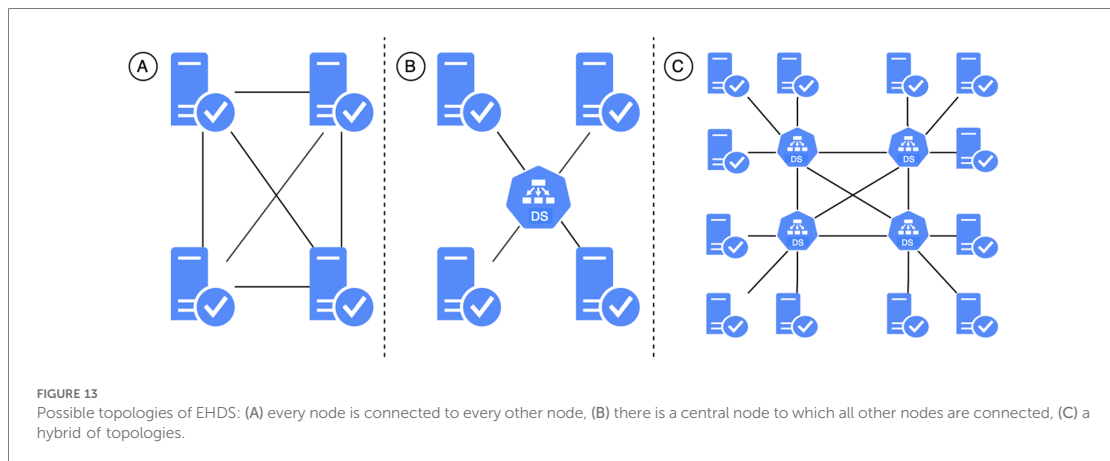 A
B
C
DS
DS
DS
DS
DS
FIGURE 13
Possible topologies of EHDS: (A) every node is connected to every other node, (B) there is a central node to which all other nodes are connected, (C) a
hybrid of topologies.